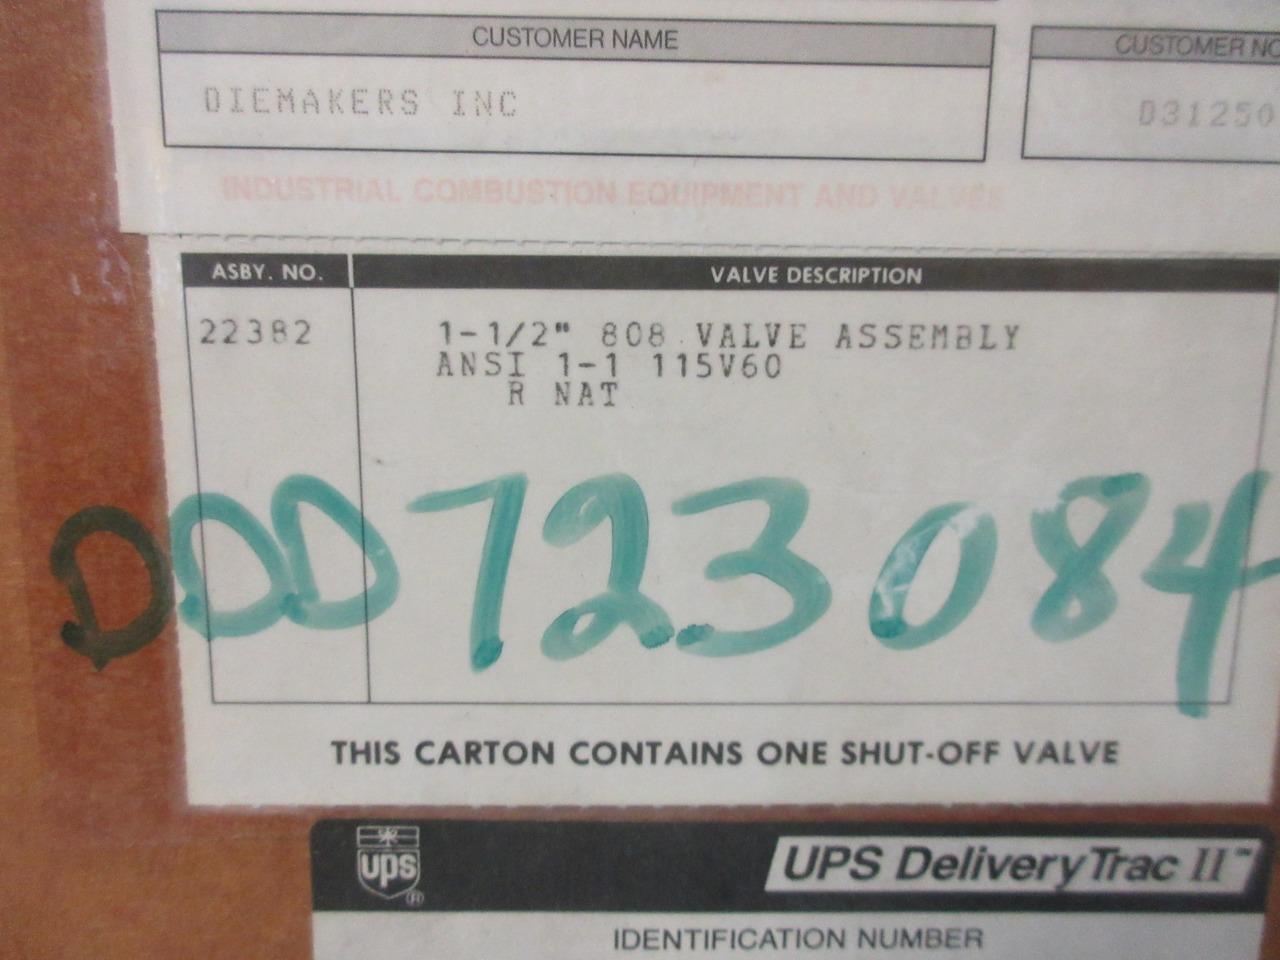 CUSTOMER NAME
CUSTOMER NO
DIEMAKERS INC
D31250
INDUSTRIAL COMBUSTION EQUIPMENT AND VALVES
ASBY. NO.
VALVE DESCRIPTION
22382
1-1/2" 808 VALVE ASSEMBLY
ANSI 1-1 115V60
R NAT
DDD723084
THIS CARTON CONTAINS ONE SHUT-OFF VALVE
ups®
UPS DeliveryTrac II™
IDENTIFICATION NUMBER